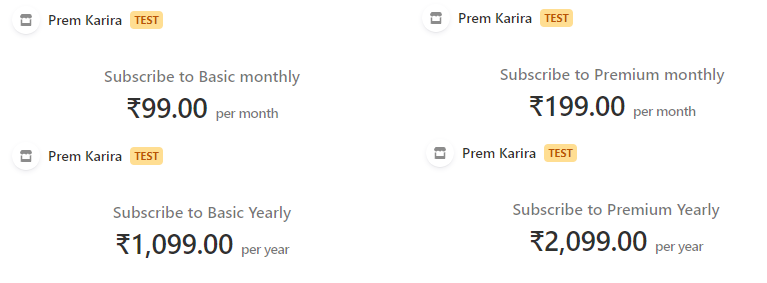 Prem Karira TEST
Subscribe to Basic monthly
₹99.00 per month
Prem Karira TEST
Subscribe to Premium monthly
₹199.00 per month
Prem Karira TEST
Subscribe to Basic Yearly
₹1,099.00 per year
Prem Karira TEST
Subscribe to Premium Yearly
₹2,099.00 per year